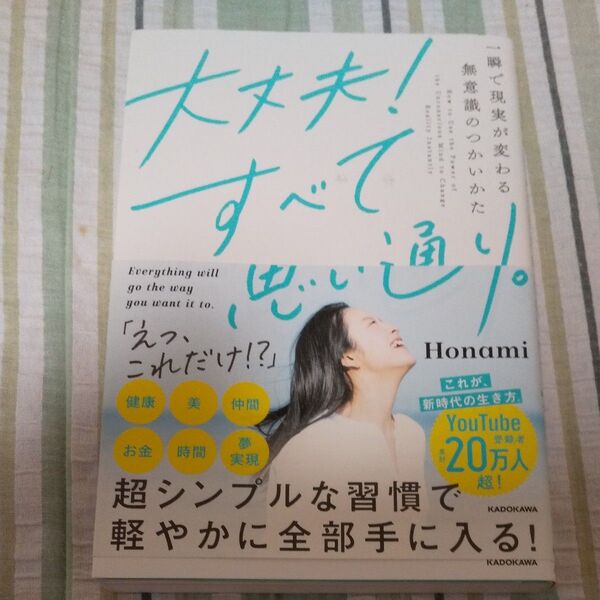 一瞬で現実が変わる
無意識のつかいかた
How to Use the Power of
the Unconscious Mind to Change
Reality Instantly
大丈夫！
すべて
思い通り。
Everything will
go the way
you want it to.
Honami
「えっ、
これだけ!?」
健康
美
仲間
お金
時間
夢
実現
これが、
新時代の生き方。
YouTube
登録者
累計
20万人
超！
KADOKAWA
超シンプルな習慣で
軽やかに全部手に入る！
KADOKAWA